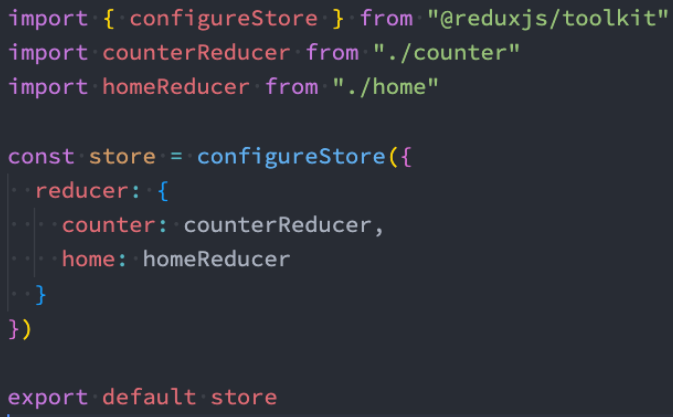 import { configureStore } from "@reduxjs/toolkit"
import counterReducer from "./counter"
import homeReducer from "./home"

const store = configureStore({
  reducer: {
    counter: counterReducer,
    home: homeReducer
  }
})

export default store